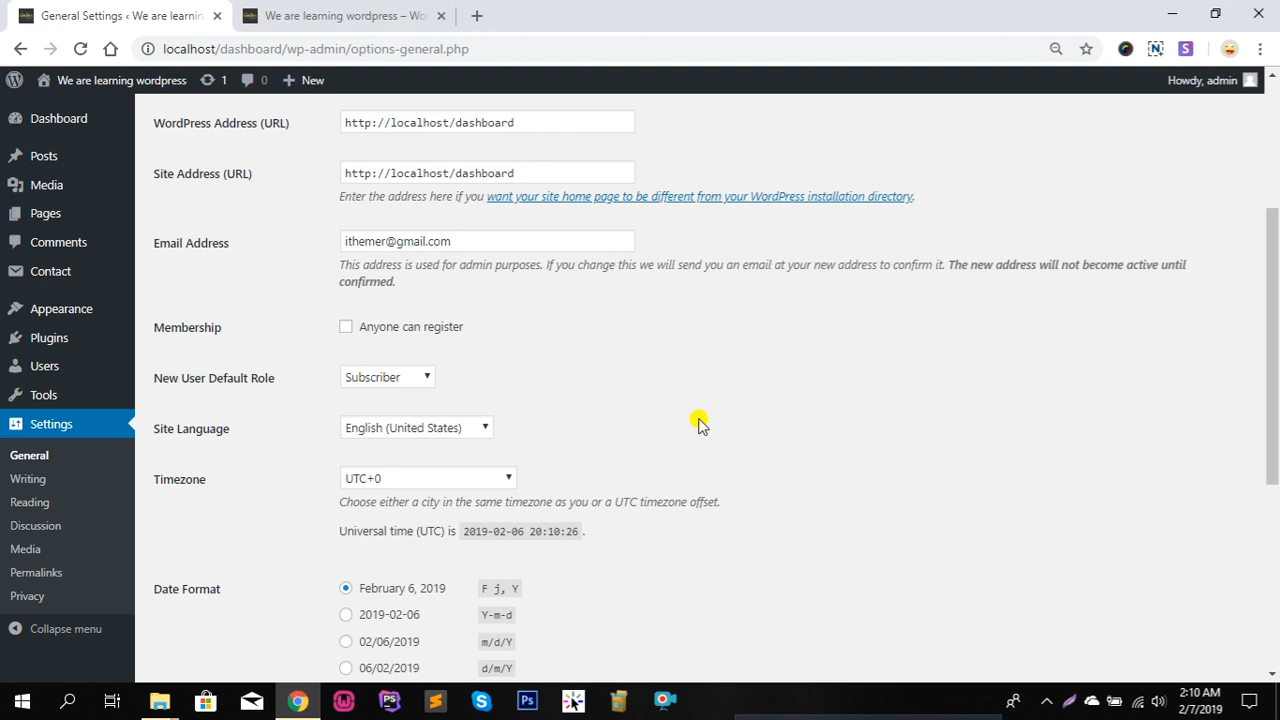 General Settings ‹ We are learnin
We are learning wordpress – Wo
localhost/dashboard/wp-admin/options-general.php
We are learning wordpress 1 0 New Howdy, admin
Dashboard
Posts
Media
Pages
Comments
Contact
Appearance
Plugins
Users
Tools
Settings
General
Writing
Reading
Discussion
Media
Permalinks
Privacy
Collapse menu
WordPress Address (URL) http://localhost/dashboard
Site Address (URL) http://localhost/dashboard
Enter the address here if you want your site home page to be different from your WordPress installation directory.
Email Address ithemer@gmail.com
This address is used for admin purposes. If you change this we will send you an email at your new address to confirm it. The new address will not become active until
confirmed.
Membership Anyone can register
New User Default Role Subscriber
Site Language English (United States)
Timezone UTC+0
Choose either a city in the same timezone as you or a UTC timezone offset.
Universal time (UTC) is 2019-02-06 20:10:26.
Date Format February 6, 2019 F j, Y
2019-02-06 Y-m-d
02/06/2019 m/d/Y
06/02/2019 d/m/Y
2:10 AM
2/7/2019